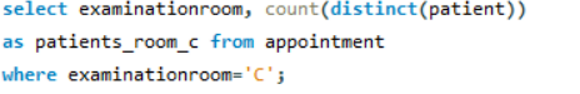 select examinationroom, count(distinct(patient))
as patients_room_c from appointment
where examinationroom='C';